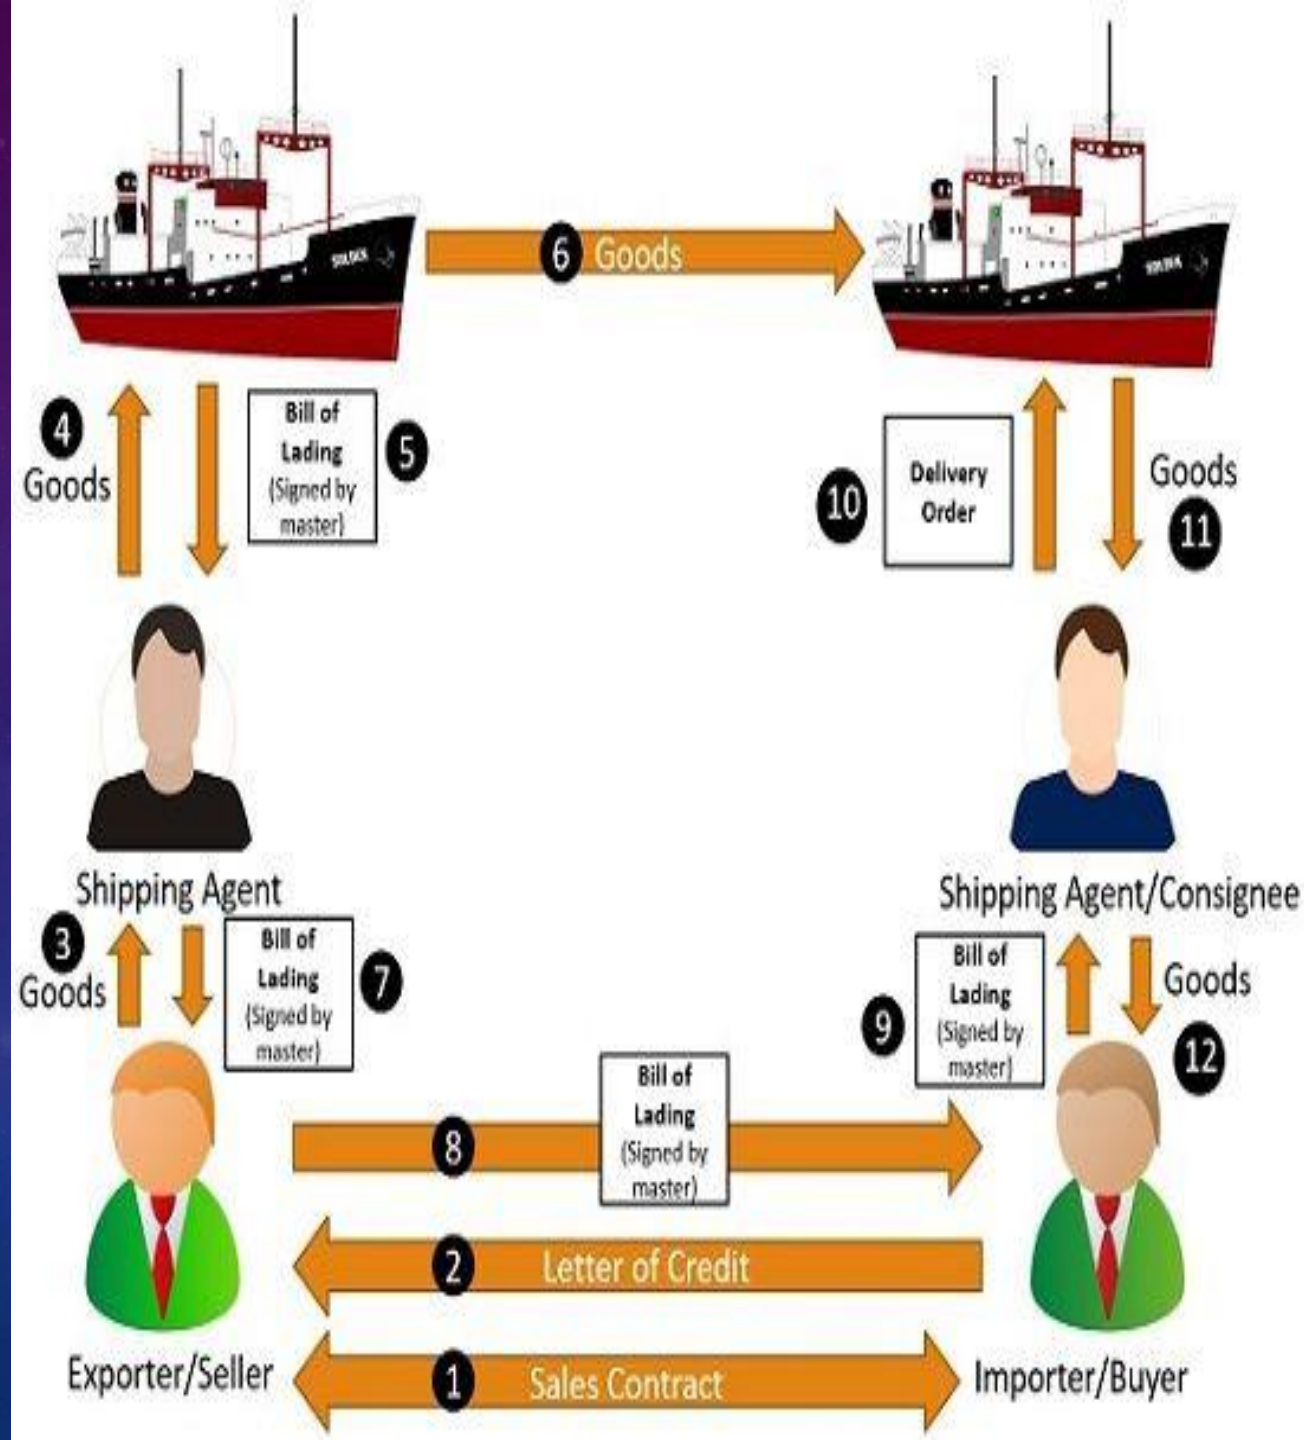 6 Goods
4
Goods
Bill of
Lading
(Signed by
master)
5
10
Delivery
Order
Goods
11
Shipping Agent
Shipping Agent/Consignee
3
Goods
Bill of
Lading
(Signed by
master)
7
9
Bill of
Lading
(Signed by
master)
Goods
12
8
Bill of
Lading
(Signed by
master)
2 Letter of Credit
Exporter/Seller
1 Sales Contract
Importer/Buyer